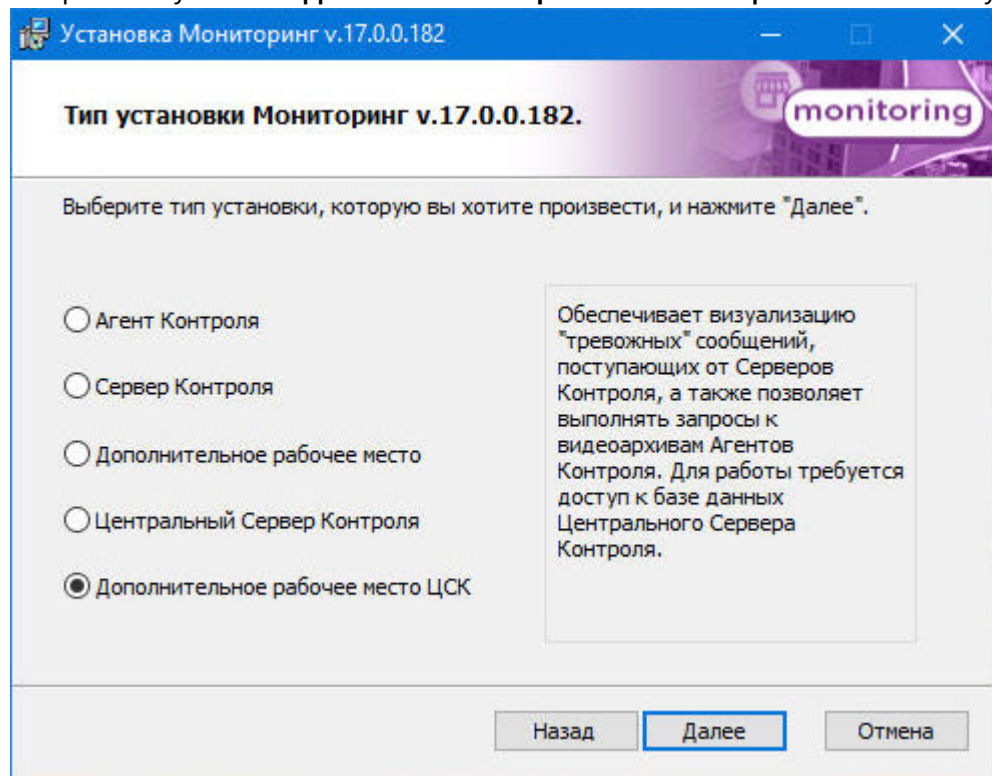 Установка Мониторинг v.17.0.0.182
Тип установки Мониторинг v.17.0.0.182.
monitoring
Выберите тип установки, которую вы хотите произвести, и нажмите "Далее".
Агент Контроля
Сервер Контроля
Дополнительное рабочее место
Центральный Сервер Контроля
Дополнительное рабочее место ЦСК
Обеспечивает визуализацию
"тревожных" сообщений,
поступающих от Серверов
Контроля, а также позволяет
выполнять запросы к
видеоархивам Агентов
Контроля. Для работы требуется
доступ к базе данных
Центрального Сервера
Контроля.
Назад
Далее
Отмена